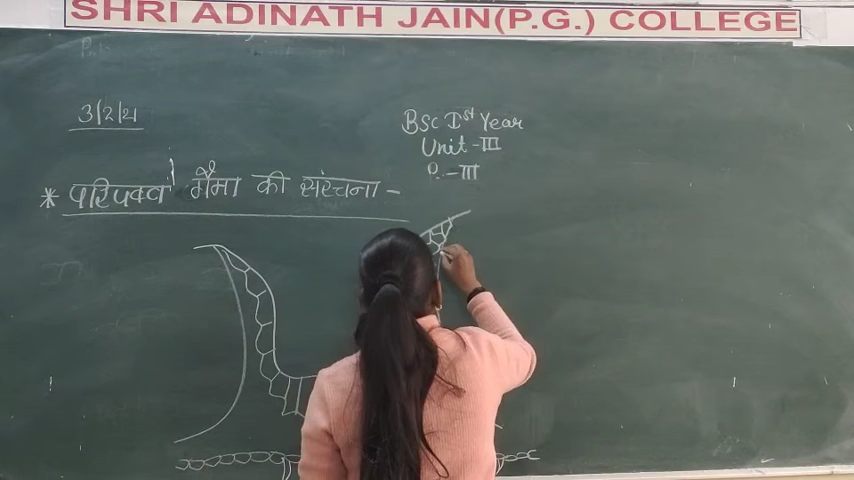 SHRI ADINATH JAIN(P.G.) COLLEGE
3/2/21
BSc Ist Year
Unit - III
P. - III
* परिपक्व गैमा की संरचना -